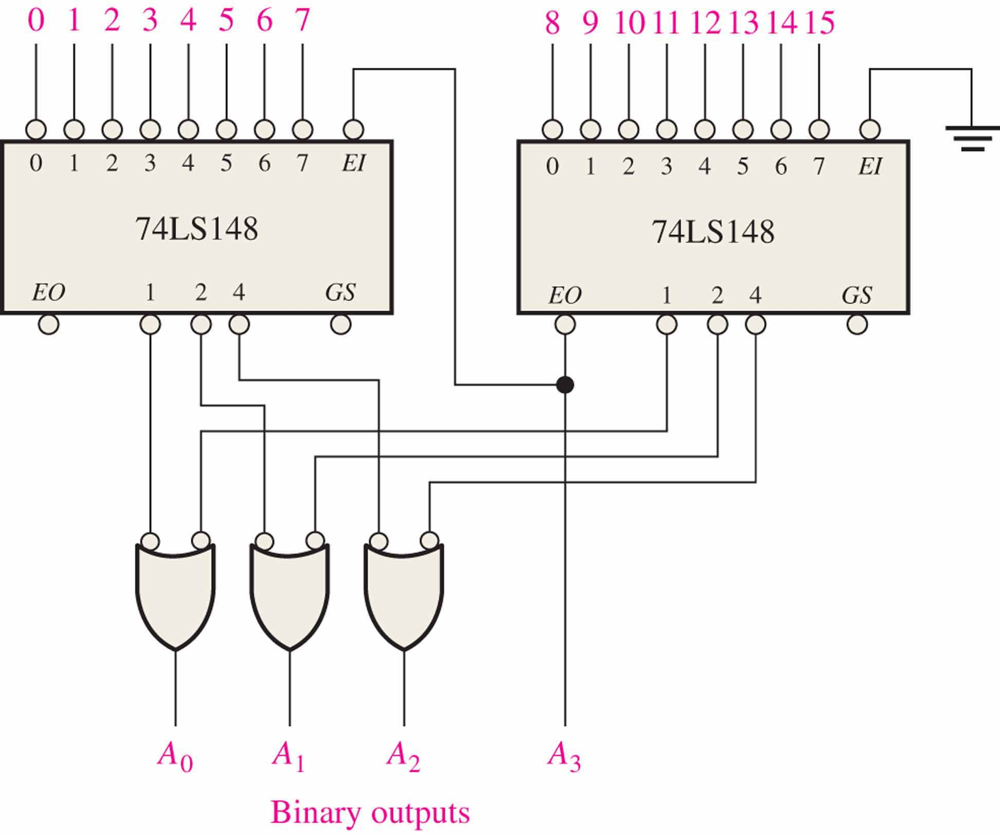 0 1 2 3 4 5 6 7
8 9 10 11 12 13 14 15
0 1 2 3 4 5 6 7 EI
74LS148
EO 1 2 4 GS
0 1 2 3 4 5 6 7 EI
74LS148
EO 1 2 4 GS
A0 A1 A2 A3
Binary outputs